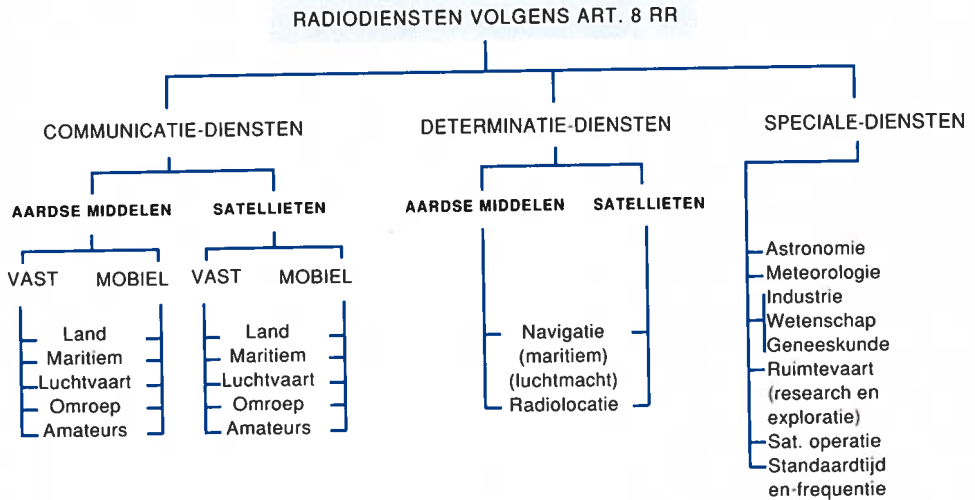 RADIODIENSTEN VOLGENS ART. 8 RR
COMMUNICATIE-DIENSTEN
DETERMINATIE-DIENSTEN
SPECIALE-DIENSTEN
AARDSE MIDDELEN
SATELLIETEN
AARDSE MIDDELEN
SATELLIETEN
VAST
MOBIEL
VAST
MOBIEL
Land
Maritiem
Luchtvaart
Omroep
Amateurs
Land
Maritiem
Luchtvaart
Omroep
Amateurs
Navigatie
(maritiem)
(luchtmacht)
Radiolocatie
Astronomie
Meteorologie
Industrie
Wetenschap
Geneeskunde
Ruimtevaart
(research en
exploratie)
Sat. operatie
Standaardtijd
en-frequentie